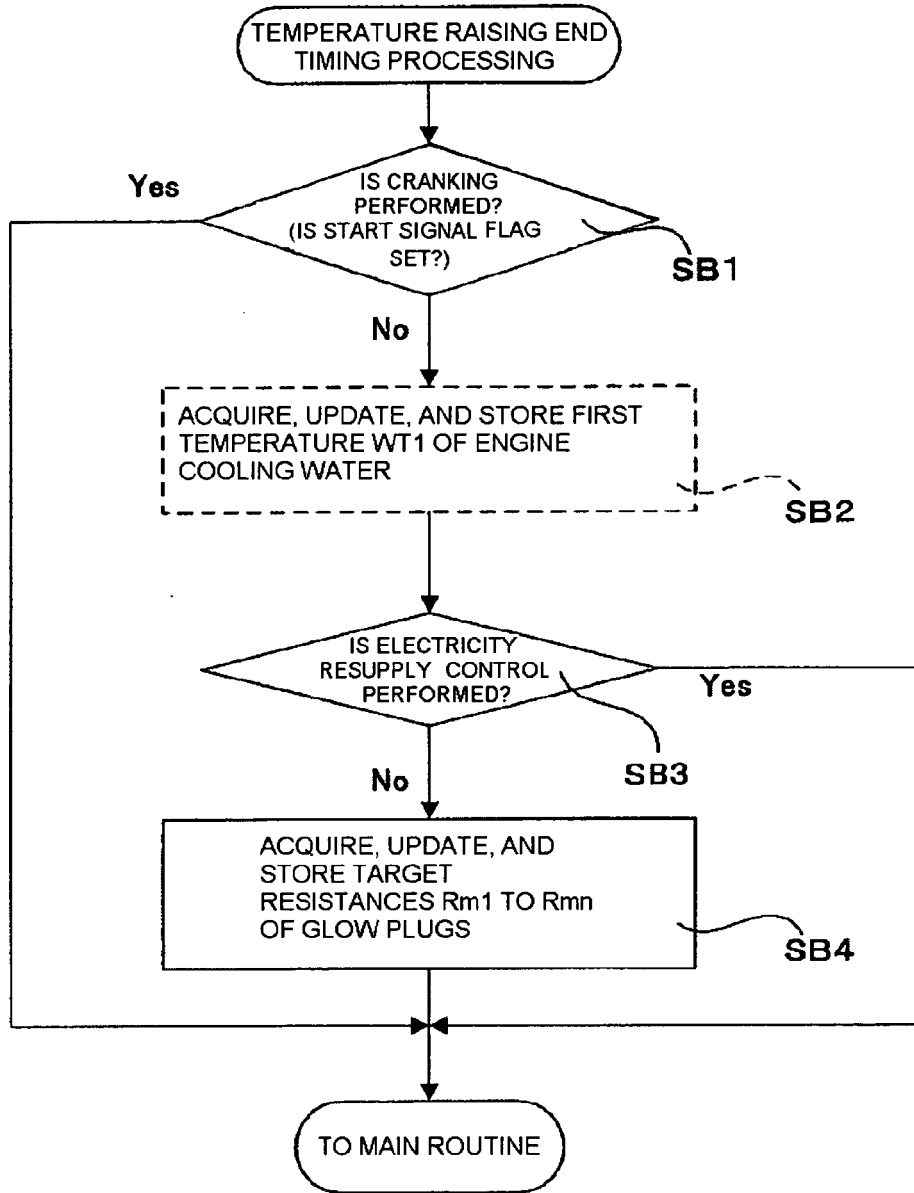 TEMPERATURE RAISING END
TIMING PROCESSING
Yes
IS CRANKING
PERFORMED?
(IS START SIGNAL FLAG
SET?)
SB1
No
ACQUIRE, UPDATE, AND STORE FIRST
TEMPERATURE WT1 OF ENGINE
COOLING WATER
SB2
IS ELECTRICITY
RESUPPLY CONTROL
PERFORMED?
Yes
SB3
No
ACQUIRE, UPDATE, AND
STORE TARGET
RESISTANCES Rm1 TO Rmn
OF GLOW PLUGS
SB4
TO MAIN ROUTINE